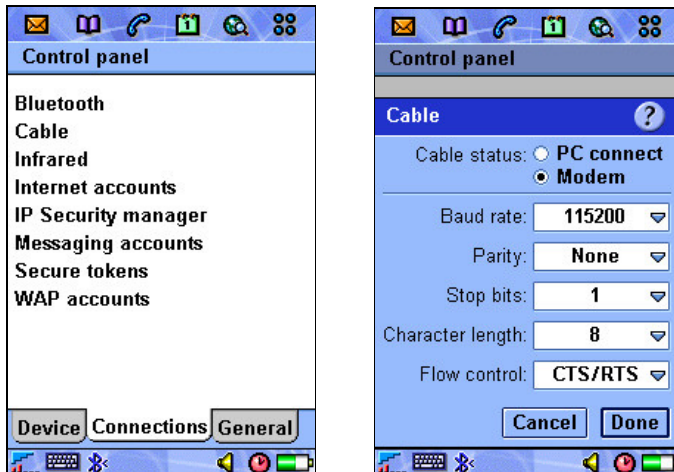 Control panel
Bluetooth
Cable
Infrared
Internet accounts
IP Security manager
Messaging accounts
Secure tokens
WAP accounts
Device Connections General
Control panel
Cable ?
Cable status: PC connect
Modem
Baud rate: 115200
Parity: None
Stop bits: 1
Character length: 8
Flow control: CTS/RTS
Cancel Done